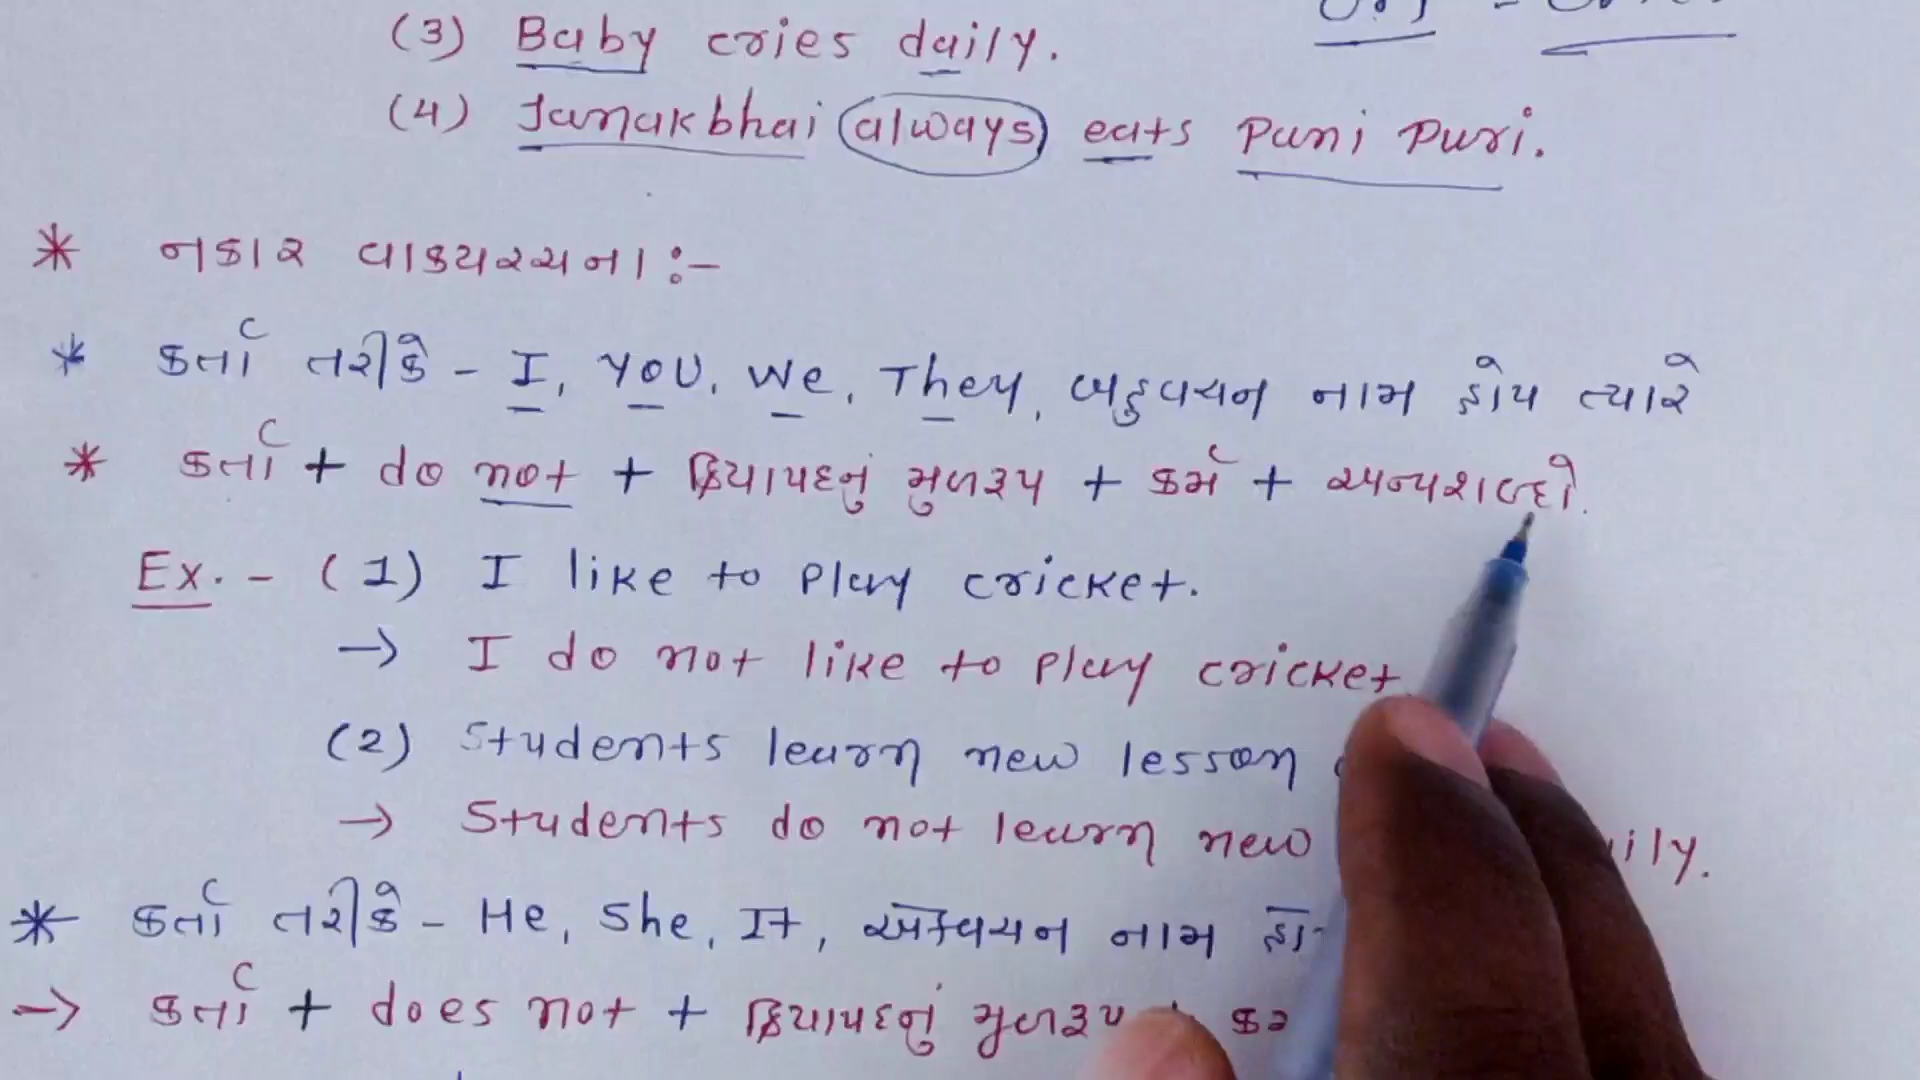 (3) Baby cries daily.
(4) Janakbhai always eats Pani Puri.
* નકાર વાક્યરચના :-
* કર્તા તરીકે - I, YOU, We, They, બહુવચન નામ હોય ત્યારે
* કર્તા + do not + ક્રિયાપદનું મુળરૂપ + કર્મ + અન્યશબ્દો.
Ex. - (1) I like to Play cricket.
→ I do not like to Play cricket.
(2) Students learn new lesson
→ Students do not learn new
* કર્તા તરીકે - He, She, It, એકવચન નામ
→ કર્તા + does not + ક્રિયાપદનું મુળરૂપ +